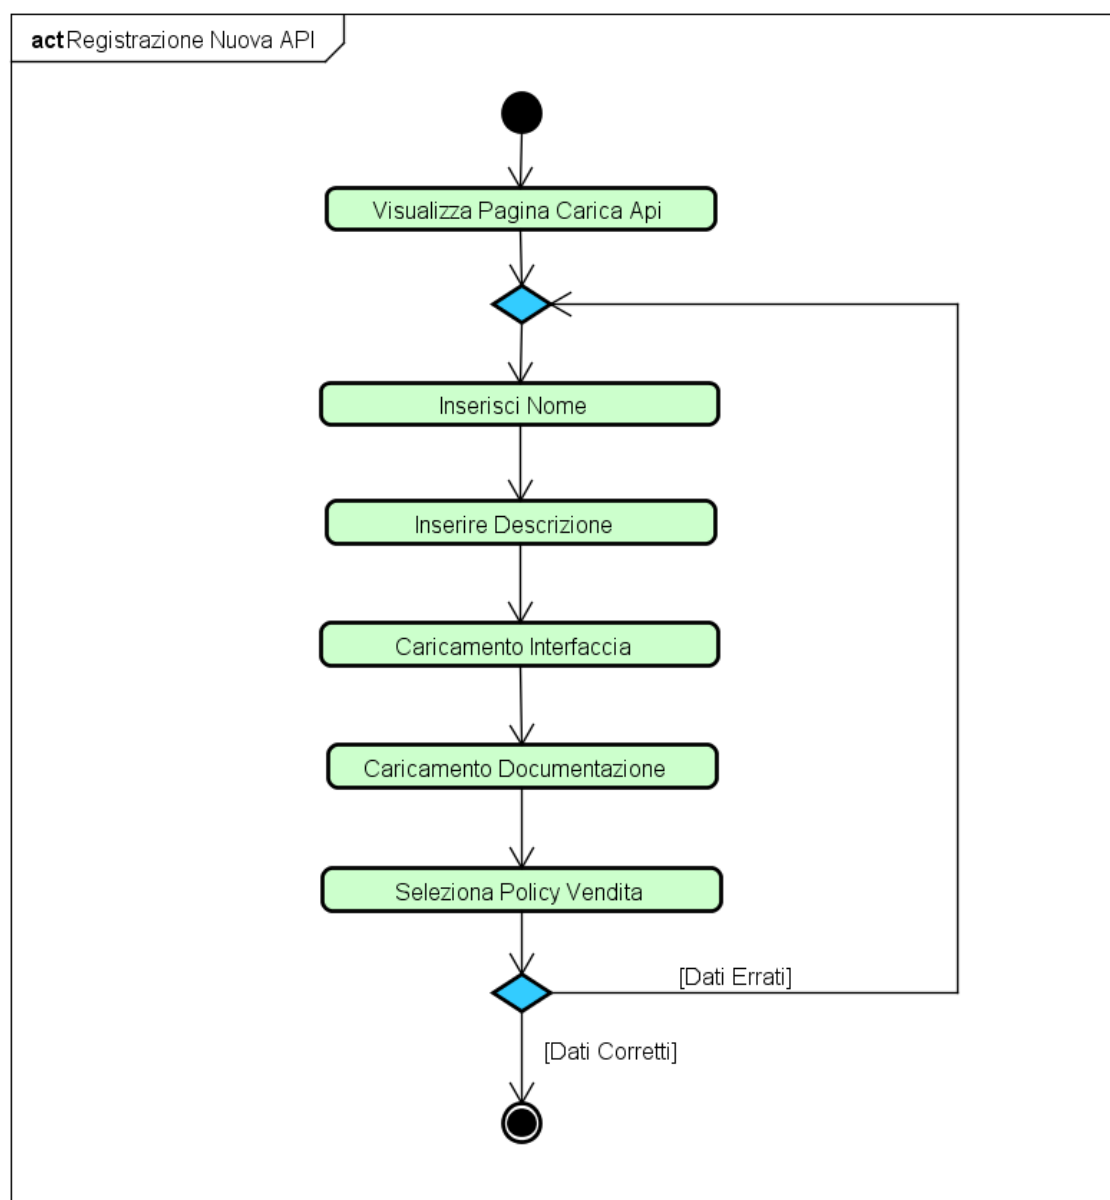 act Registrazione Nuova API
Visualizza Pagina Carica Api
Inserisci Nome
Inserire Descrizione
Caricamento Interfaccia
Caricamento Documentazione
Seleziona Policy Vendita
[Dati Errati]
[Dati Corretti]